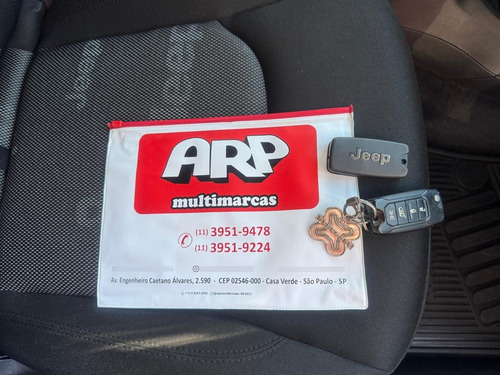 ARP
multimarcas
(11) 3951-9478
(11) 3951-9224
Av. Engenheiro Caetano Álvares, 2.590 - CEP 02546-000 - Casa Verde - São Paulo - SP
Jeep
Jeep